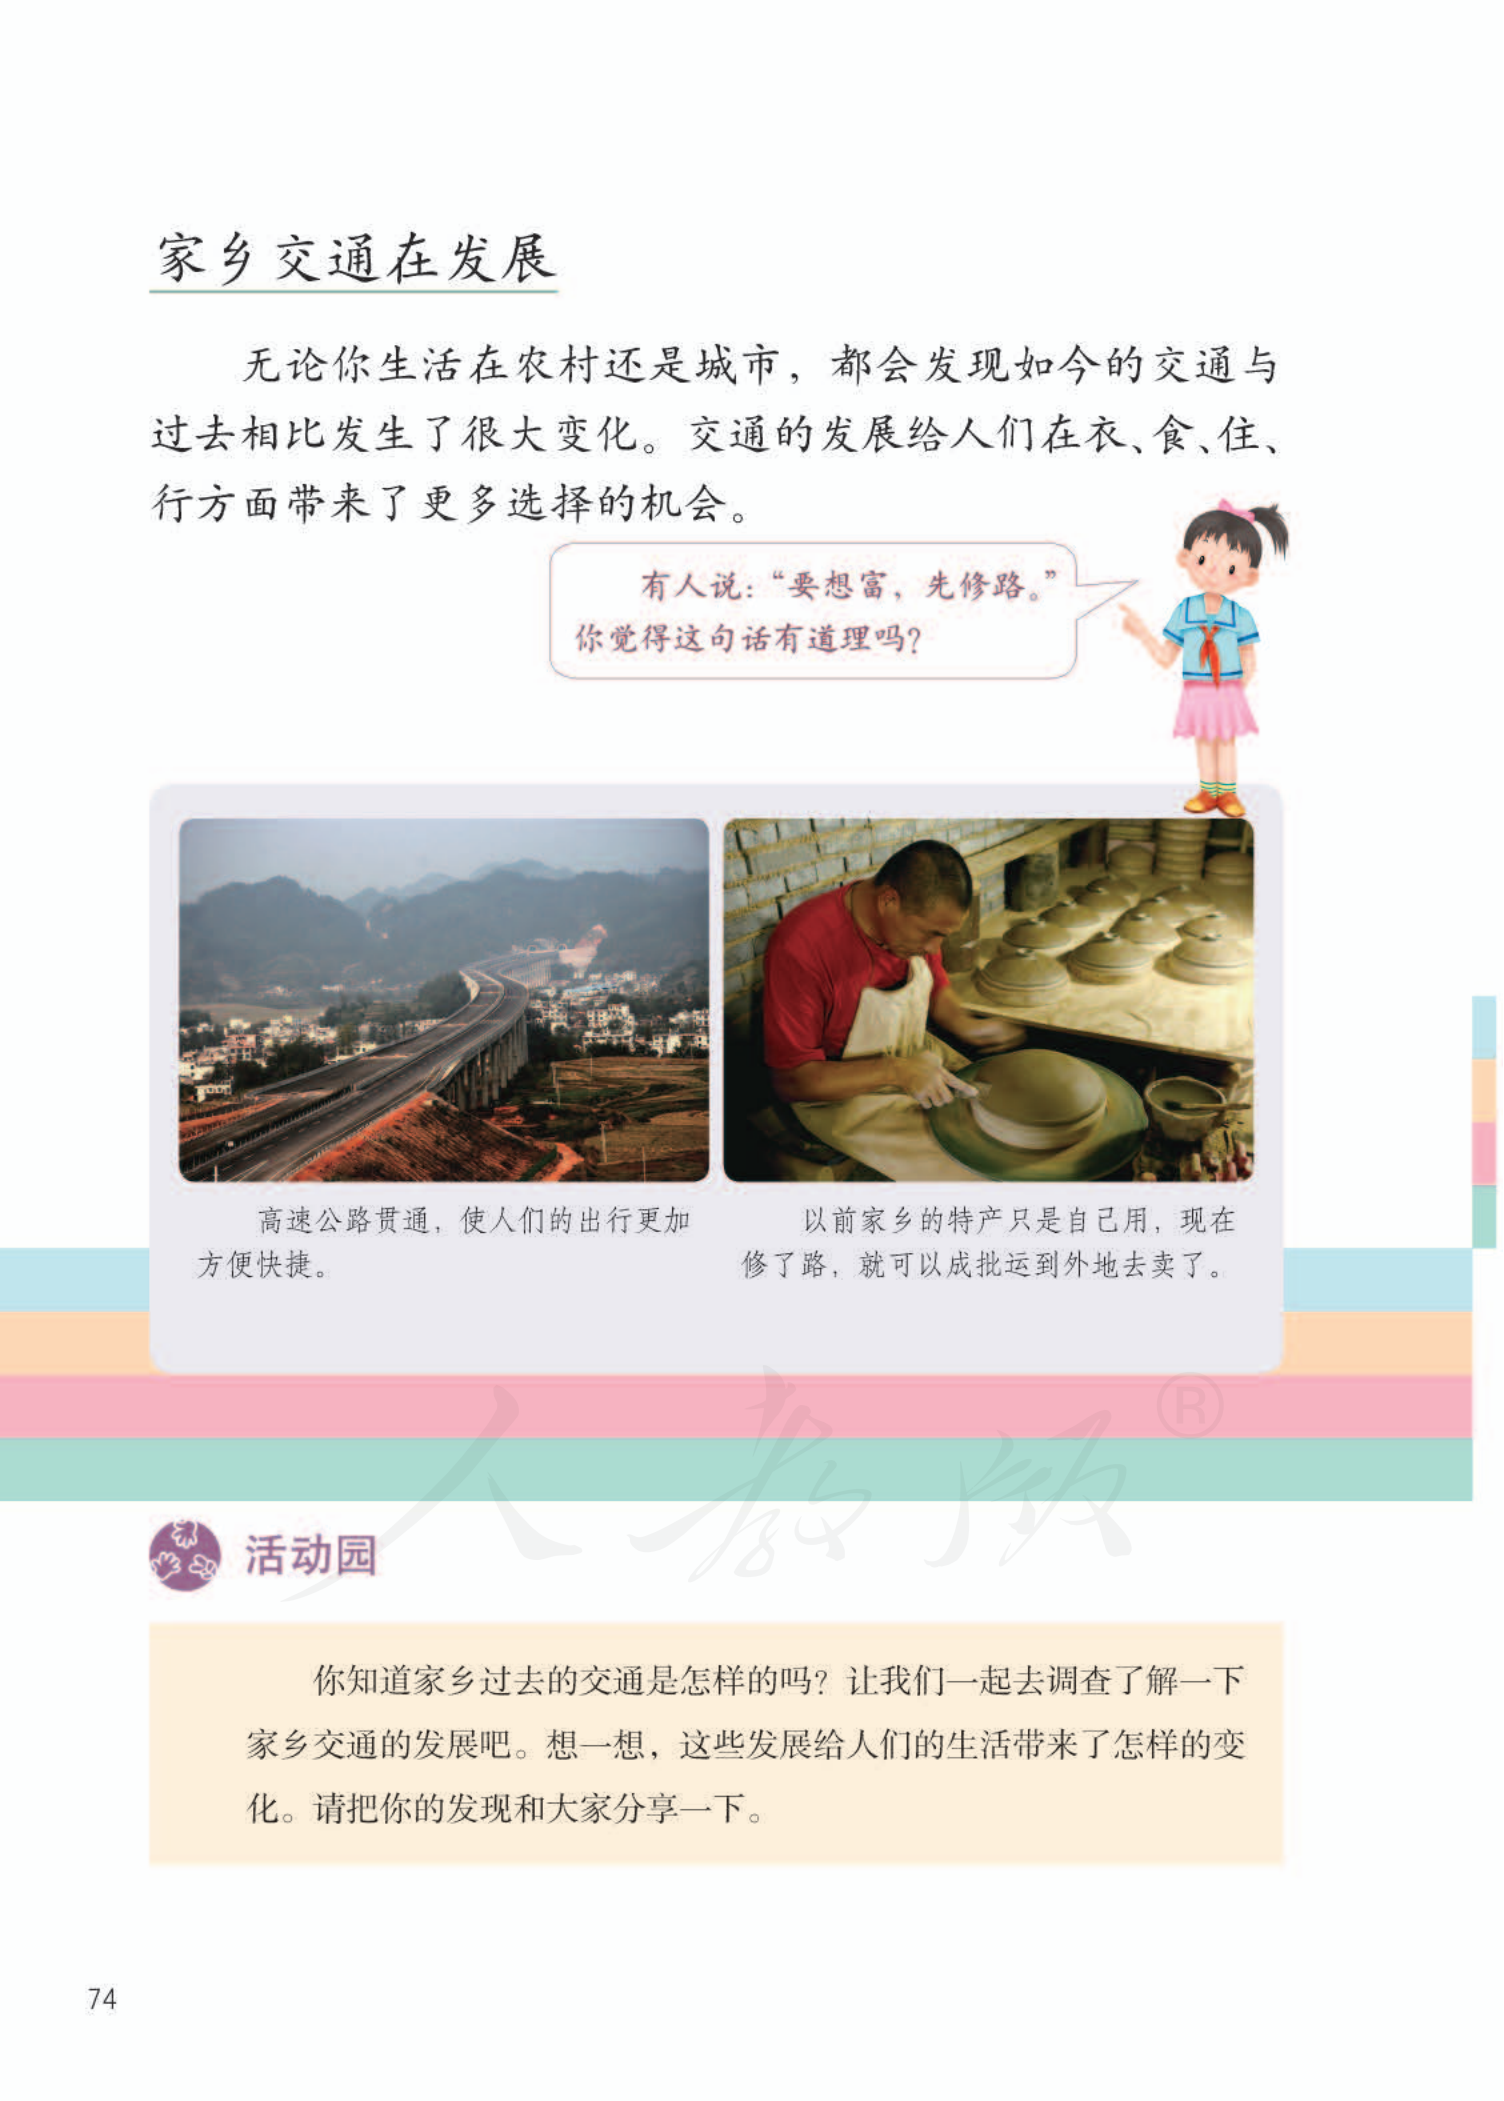 家乡交通在发展
无论你生活在农村还是城市，都会发现如今的交通与
过去相比发生了很大变化。交通的发展给人们在衣、食、住、
行方面带来了更多选择的机会。
有人说：“要想富，先修路。”
你觉得这句话有道理吗？
高速公路贯通，使人们的出行更加
方便快捷。
以前家乡的特产只是自己用，现在
修了路，就可以成批运到外地去卖了。
人教版®
活动园
你知道家乡过去的交通是怎样的吗？让我们一起去调查了解一下
家乡交通的发展吧。想一想，这些发展给人们的生活带来了怎样的变
化。请把你的发现和大家分享一下。
74